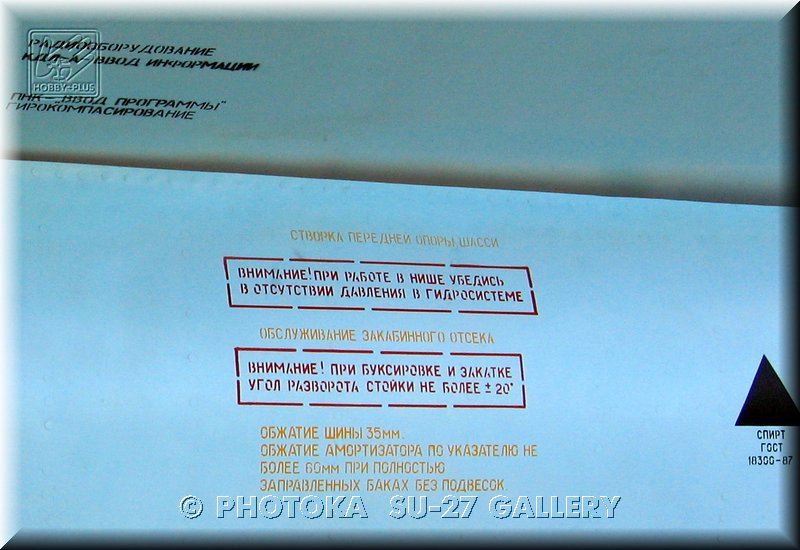 РАДИООБОРУДОВАНИЕ
КДЛ-А, ВВОД ИНФОРМАЦИИ
HOBBY-PLUS
ПНК – „ВВОД ПРОГРАММЫ"
ГИРОКОМПАСИРОВАНИЕ
СТВОРКА ПЕРЕДНЕЙ ОПОРЫ ШАССИ
ВНИМАНИЕ! ПРИ РАБОТЕ В НИШЕ УБЕДИСЬ
В ОТСУТСТВИИ ДАВЛЕНИЯ В ГИДРОСИСТЕМЕ
ОБСЛУЖИВАНИЕ ЗАКАБИННОГО ОТСЕКА
ВНИМАНИЕ! ПРИ БУКСИРОВКЕ И ЗАКАТКЕ
УГОЛ РАЗВОРОТА СТОЙКИ НЕ БОЛЕЕ ± 20°
ОБЖАТИЕ ШИНЫ 35мм.
ОБЖАТИЕ АМОРТИЗАТОРА ПО УКАЗАТЕЛЮ НЕ
БОЛЕЕ 60мм ПРИ ПОЛНОСТЬЮ
ЗАПРАВЛЕННЫХ БАКАХ БЕЗ ПОДВЕСОК.
СПИРТ
ГОСТ
18300-87
© PHOTOKA SU-27 GALLERY